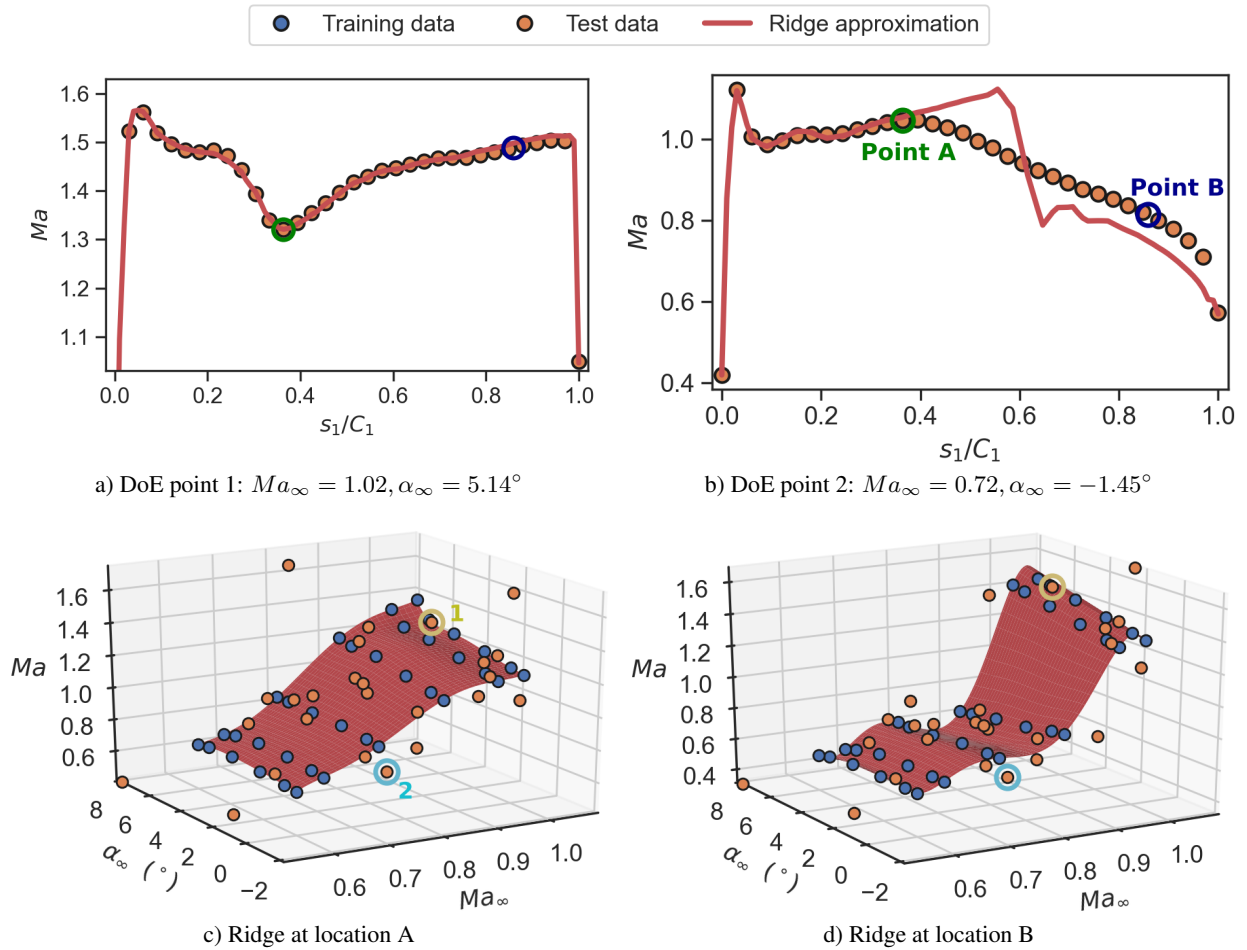 Training data Test data Ridge approximation
1.6
1.5
1.4
1.3
1.2
1.1
Ma
0.0 0.2 0.4 0.6 0.8 1.0
s₁/C₁
a) DoE point 1: Ma∞ = 1.02, α∞ = 5.14°
1.0
0.8
0.6
0.4
Ma
Point A
Point B
0.0 0.2 0.4 0.6 0.8 1.0
s₁/C₁
b) DoE point 2: Ma∞ = 0.72, α∞ = −1.45°
1.6
1.4
1.2
1.0
0.8
0.6
Ma
1
2
8 6 4 2 0 −2
α∞ (°)
0.6 0.7 0.8 0.9 1.0
Ma∞
c) Ridge at location A
1.6
1.4
1.2
1.0
0.8
0.6
0.4
Ma
8 6 4 2 0 −2
α∞ (°)
0.6 0.7 0.8 0.9 1.0
Ma∞
d) Ridge at location B